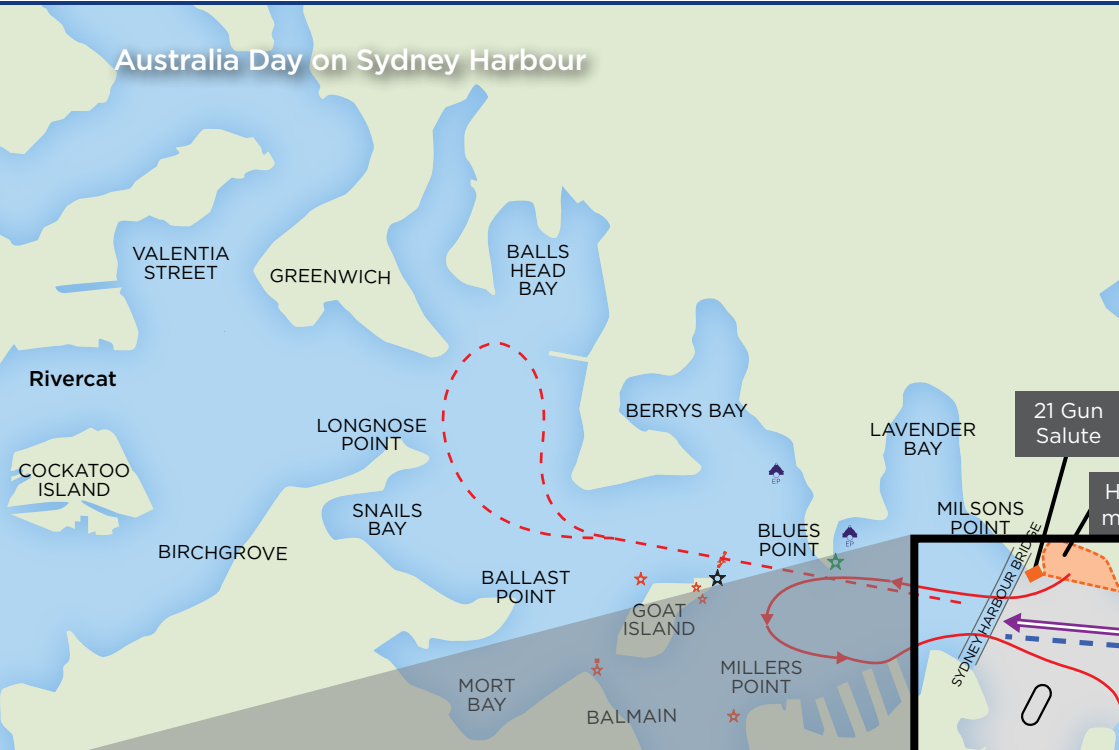 Australia Day on Sydney Harbour
VALENTIA
STREET
GREENWICH
BALLS
HEAD
BAY
Rivercat
LONGNOSE
POINT
BERRYS BAY
LAVENDER
BAY
21 Gun
Salute
COCKATOO
ISLAND
EP
H
m
SNAILS
BAY
MILSONS
POINT
BLUES
POINT
EP
BIRCHGROVE
SYDNEY HARBOUR BRIDGE
BALLAST
POINT
GOAT
ISLAND
MILLERS
POINT
MORT
BAY
BALMAIN